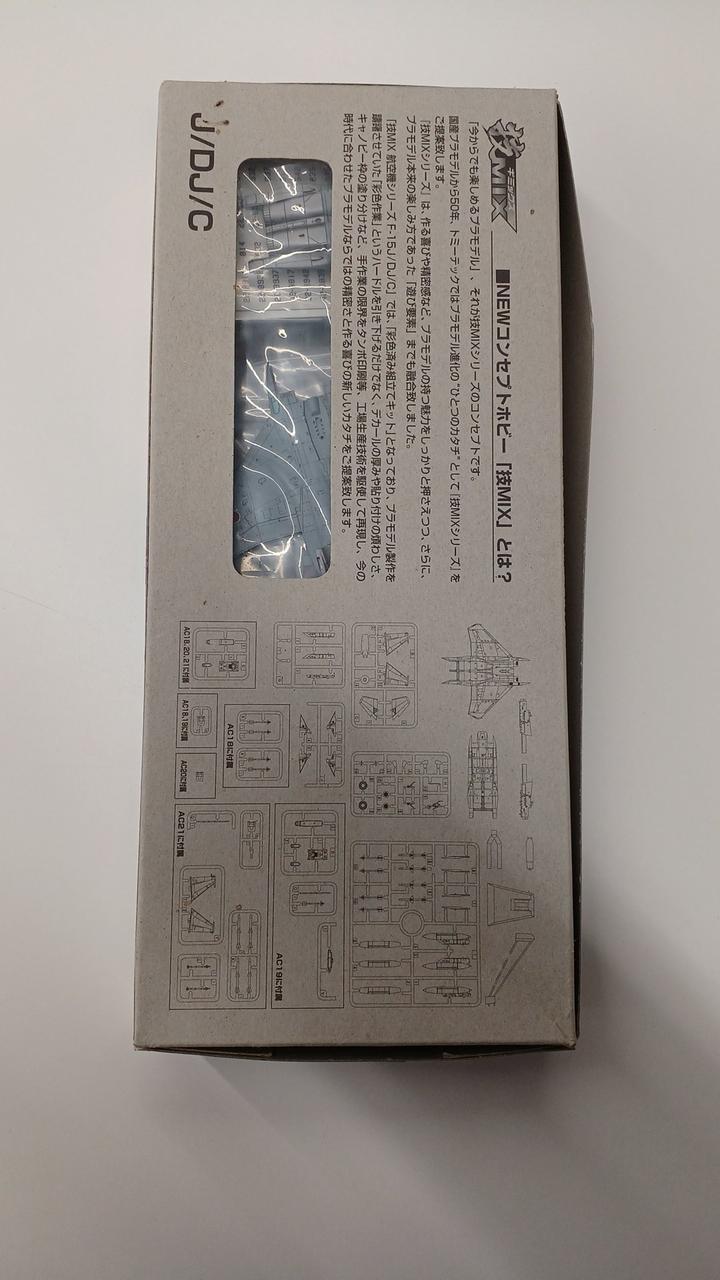 技MIX
ギミックス
■NEWコンセプトホビー「技MIX」とは?
「今からでも楽しめるプラモデル」、それが技MIXシリーズのコンセプトです。
国産プラモデルから50年、トミーテックではプラモデル進化の"ひとつのカタチ"として「技MIXシリーズ」を
ご提案致します。
「技MIXシリーズ」は、作る喜びや精密感など、プラモデルの持つ魅力をしっかりと押さえつつ、さらに、
プラモデル本来の楽しみ方であった「遊び要素」までも融合致しました。
「技MIX 航空機シリーズ F-15J/DJ/C」では、「彩色済み組立てキット」となっており、プラモデル製作を
躊躇させていた「彩色作業」というハードルを引き下げるだけでなく、デカールの厚みや貼り付けの煩わしさ、
キャノピー枠の塗り分けなど、手作業の限界をタンポ印刷等、工場生産技術を駆使して再現し、今の
時代に合わせたプラモデルならではの精密さと作る喜びの新しいカタチをご提案致します。
J/DJ/C
AC18,20,21に付属
AC18,19に付属
AC20に付属
AC18に付属
AC21に付属
AC19に付属